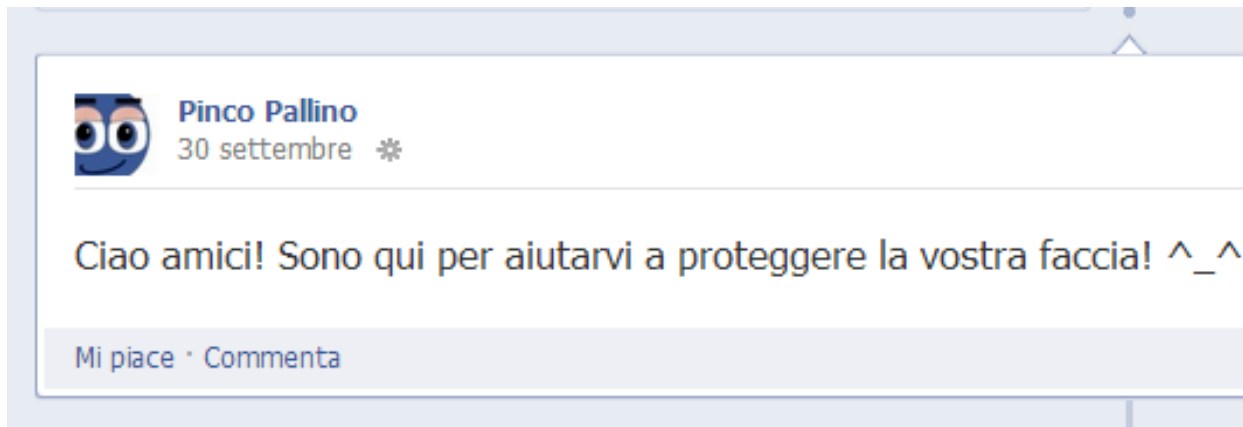 Pinco Pallino
30 settembre
Ciao amici! Sono qui per aiutarvi a proteggere la vostra faccia! ^_^
Mi piace · Commenta